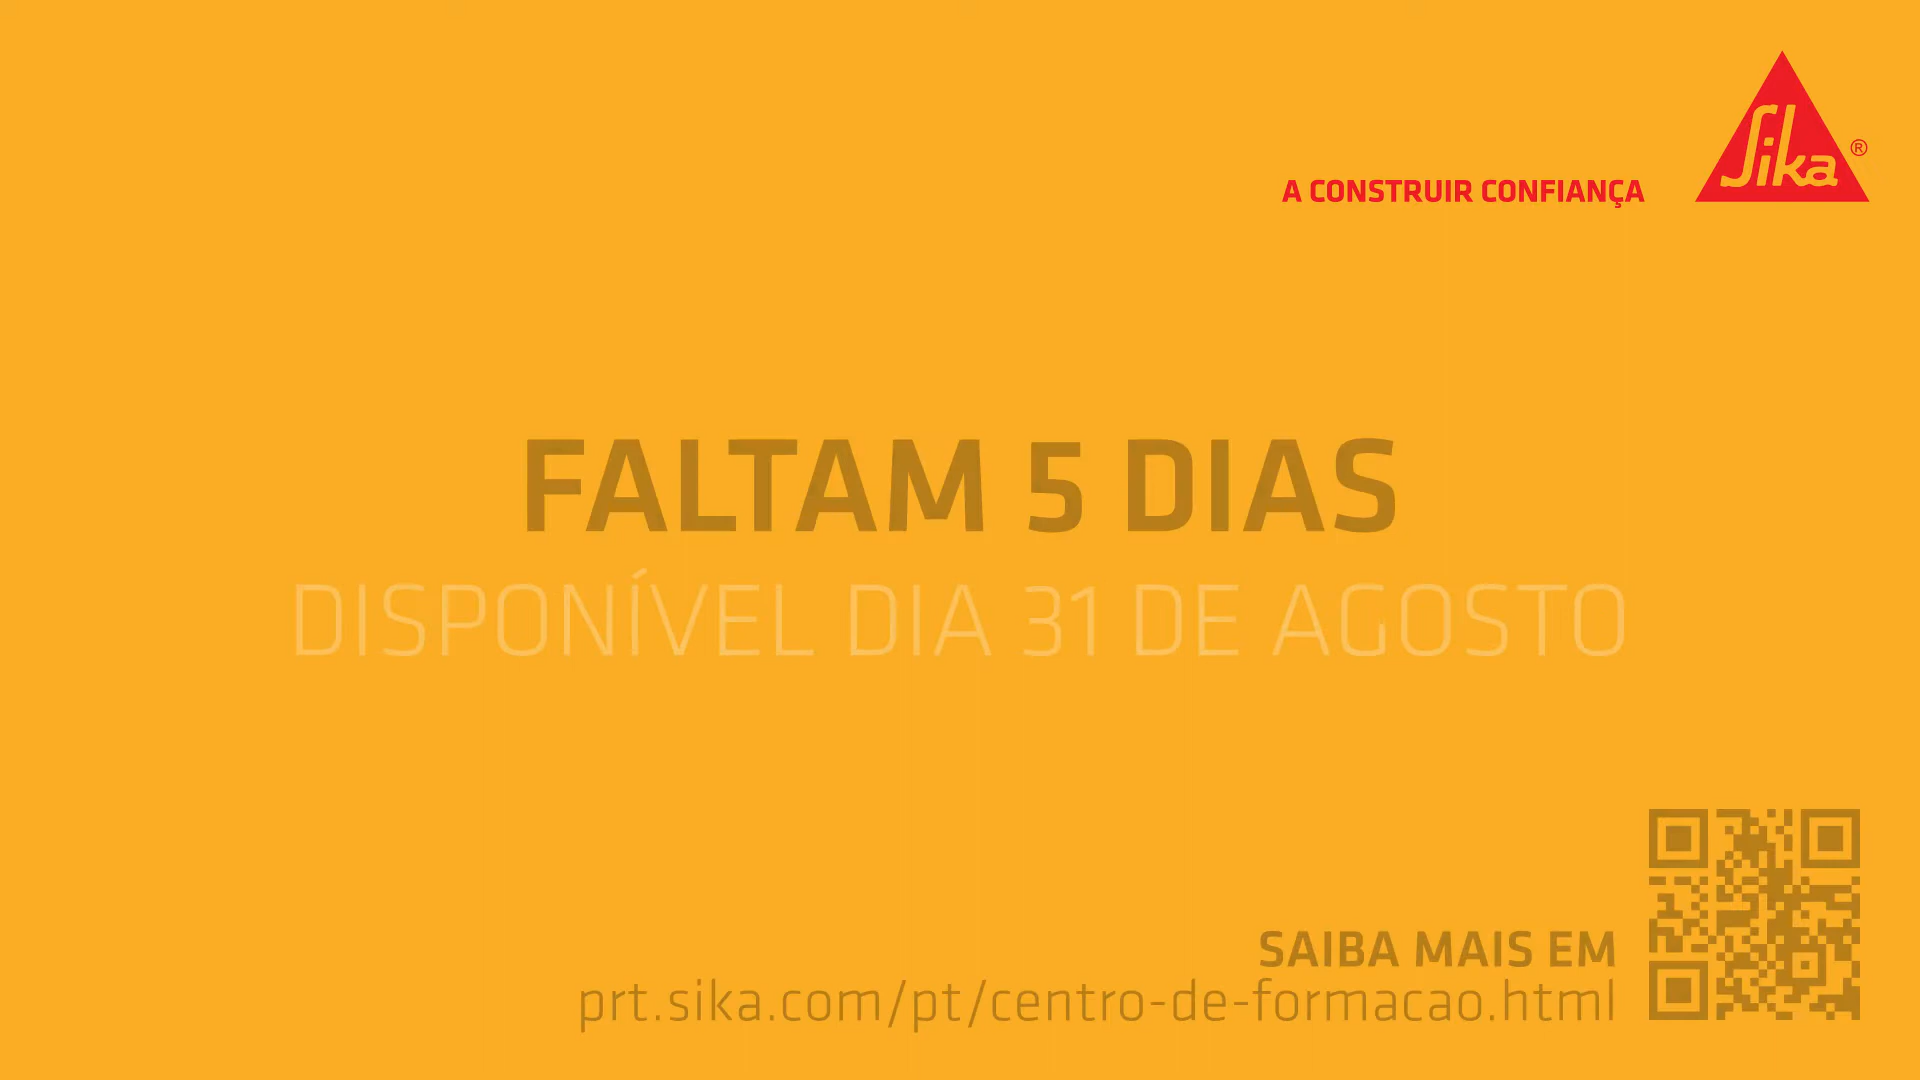 Sika®
A CONSTRUIR CONFIANÇA
FALTAM 5 DIAS
DISPONÍVEL DIA 31 DE AGOSTO
SAIBA MAIS EM
prt.sika.com/pt/centro-de-formacao.html